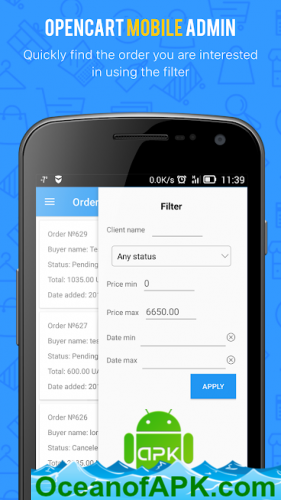 OPENCART MOBILE ADMIN
Quickly find the order you are interested
in using the filter
0.0K/s 11:39
Order
Filter
Order №629
Buyer name: Te
Status: Pending
Total: 1035.00 U
Date added: 20
Order №627
Buyer name: tes
Status: Pending
Total: 600.00 UA
Date added: 20
Order №626
Buyer name: Ior
Status: Cancele
Client name
Any status
Price min 0
Price max 6650.00
Date min
Date max
APPLY
APK
OceanofAPK.com